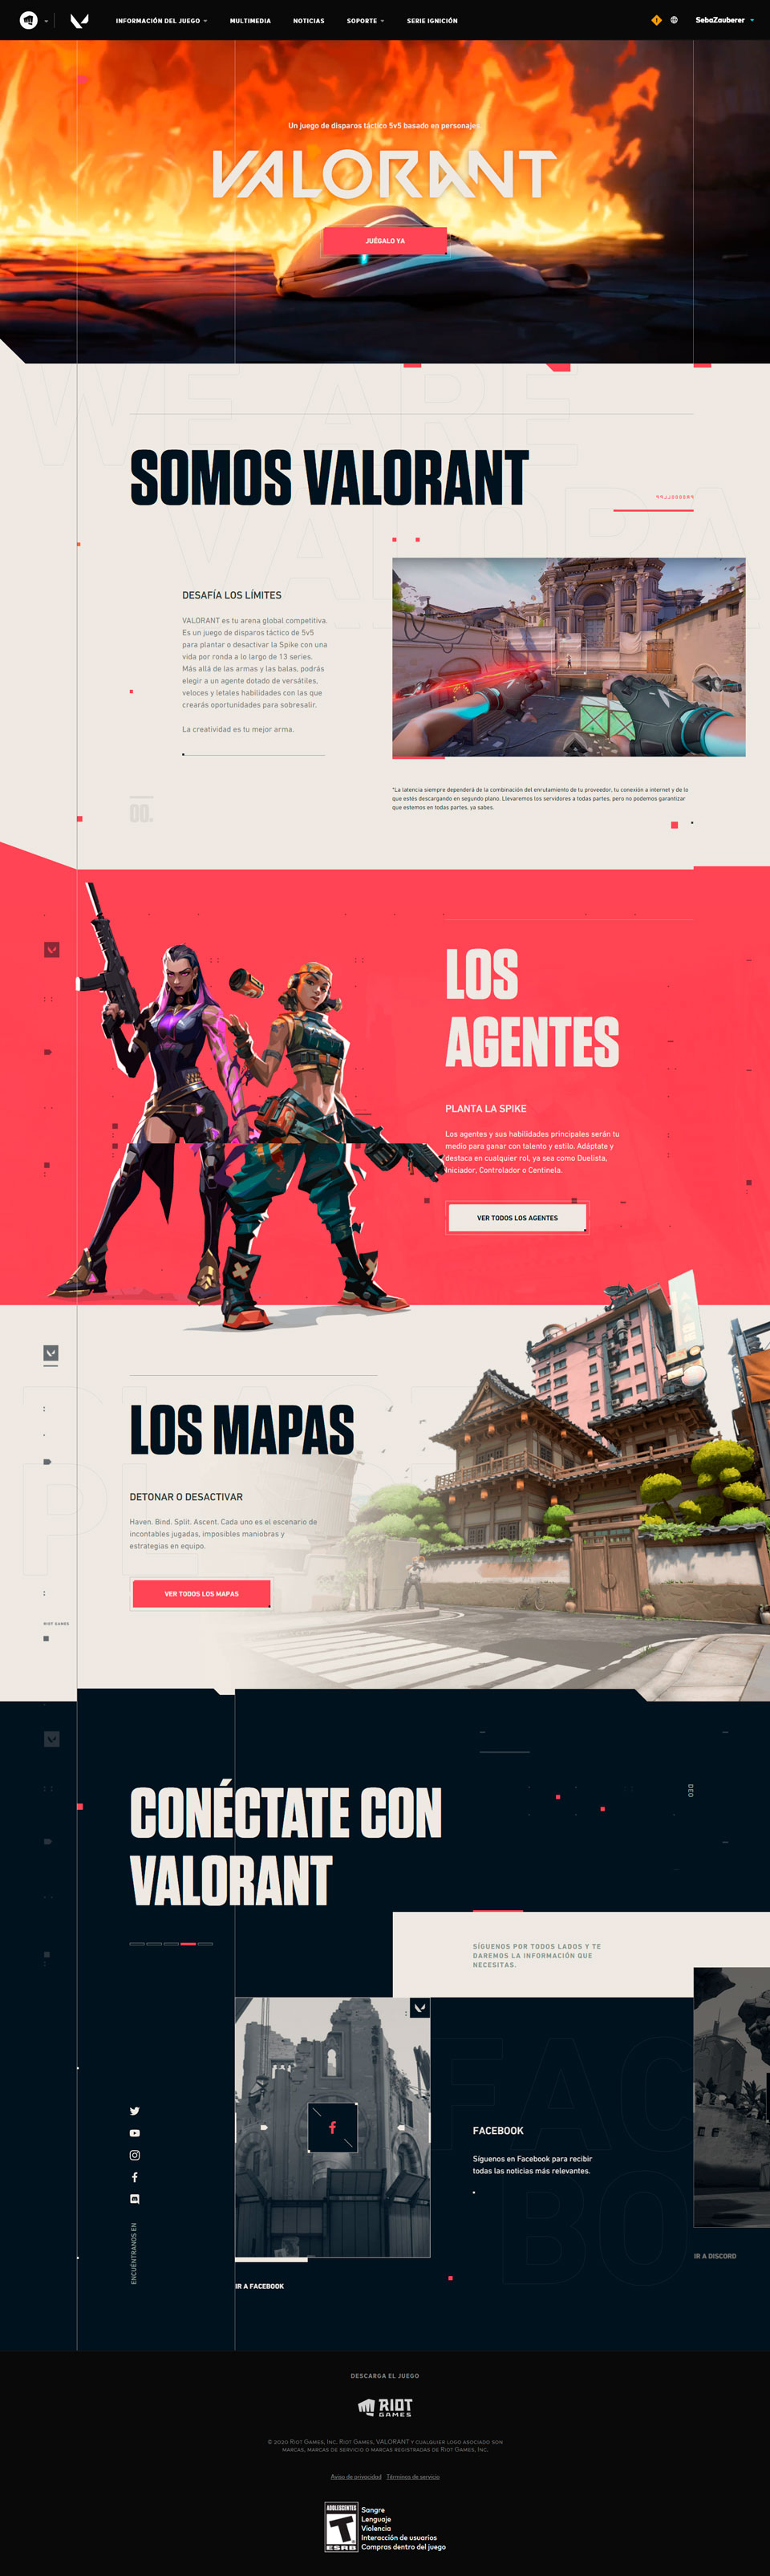 INFORMACIÓN DEL JUEGO MULTIMEDIA NOTICIAS SOPORTE SERIE IGNICIÓN SebaZauberer
Un juego de disparos táctico 5v5 basado en personajes
VALORANT
JUÉGALO YA
WE ARE
SOMOS VALORANT
DESAFÍA LOS LÍMITES
VALORANT es tu arena global competitiva.
Es un juego de disparos táctico de 5v5
para plantar o desactivar la Spike con una
vida por ronda a lo largo de 13 series.
Más allá de las armas y las balas, podrás
elegir a un agente dotado de versátiles,
veloces y letales habilidades con las que
crearás oportunidades para sobresalir.
La creatividad es tu mejor arma.
00.
*La latencia siempre dependerá de la combinación del enrutamiento de tu proveedor, tu conexión a internet y de lo
que estés descargando en segundo plano. Llevaremos los servidores a todas partes, pero no podemos garantizar
que estemos en todas partes, ya sabes.
LOS
AGENTES
PLANTA LA SPIKE
Los agentes y sus habilidades principales serán tu
medio para ganar con talento y estilo. Adáptate y
destaca en cualquier rol, ya sea como Duelista,
Iniciador, Controlador o Centinela.
VER TODOS LOS AGENTES
LOS MAPAS
DETONAR O DESACTIVAR
Haven. Bind. Split. Ascent. Cada uno es el escenario de
incontables jugadas, imposibles maniobras y
estrategias en equipo.
VER TODOS LOS MAPAS
RIOT GAMES
CONÉCTATE CON
VALORANT
SÍGUENOS POR TODOS LADOS Y TE
DAREMOS LA INFORMACIÓN QUE
NECESITAS.
FACEBOOK
Síguenos en Facebook para recibir
todas las noticias más relevantes.
ENCUÉNTRANOS EN
IR A FACEBOOK
IR A DISCORD
DESCARGA EL JUEGO
RIOT
GAMES
© 2020 Riot Games, Inc. Riot Games, VALORANT y cualquier logo asociado son
marcas, marcas de servicio o marcas registradas de Riot Games, Inc.
Aviso de privacidad Términos de servicio
ADOLESCENTES
T
ESRB
Sangre
Lenguaje
Violencia
Interacción de usuarios
Compras dentro del juego